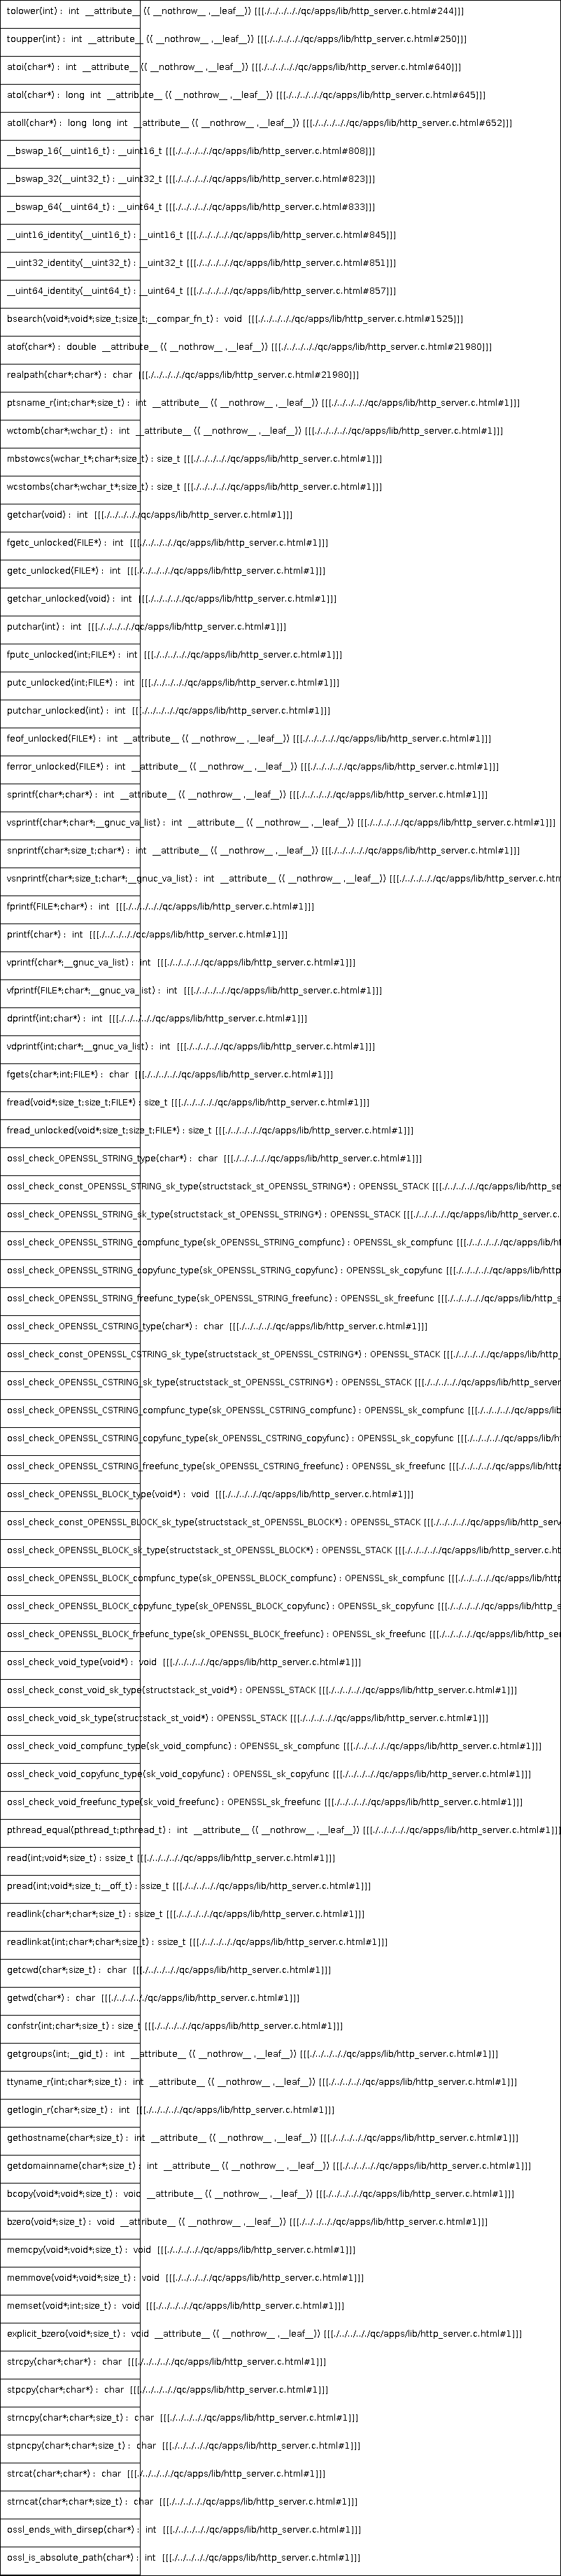 tolower(int) : int __attribute__ (( __nothrow__ ,__leaf__)) [[[./../../../qc/apps/lib/http_server.c.html#244]]]
toupper(int) : int __attribute__ (( __nothrow__ ,__leaf__)) [[[./../../../qc/apps/lib/http_server.c.html#250]]]
atoi(char*) : int __attribute__ (( __nothrow__ ,__leaf__)) [[[./../../././qc/apps/lib/http_server.c.html#640]]]
atol(char*) : long int __attribute__ (( __nothrow__ ,__leaf__)) [[[./../../././qc/apps/lib/http_server.c.html#645]]]
atoll(char*) : long long int __attribute__ (( __nothrow__ ,__leaf__)) [[[./../../././qc/apps/lib/http_server.c.html#652]]]
__bswap_16(__uint16_t) : __uint16_t [[[./../../././qc/apps/lib/http_server.c.html#808]]]
__bswap_32(__uint32_t) : __uint32_t [[[./../../././qc/apps/lib/http_server.c.html#823]]]
__bswap_64(__uint64_t) : __uint64_t [[[./../../././qc/apps/lib/http_server.c.html#833]]]
__uint16_identity(__uint16_t) : __uint16_t [[[./../../././qc/apps/lib/http_server.c.html#845]]]
__uint32_identity(__uint32_t) : __uint32_t [[[./../../././qc/apps/lib/http_server.c.html#851]]]
__uint64_identity(__uint64_t) : __uint64_t [[[./../../././qc/apps/lib/http_server.c.html#857]]]
bsearch(void*;void*;size_t;size_t;__compar_fn_t) : void [[[./../../././qc/apps/lib/http_server.c.html#1525]]]
atof(char*) : double __attribute__ (( __nothrow__ ,__leaf__)) [[[./../../././qc/apps/lib/http_server.c.html#21980]]]
realpath(char*;char*) : char [[[./../../././qc/apps/lib/http_server.c.html#21980]]]
ptsname_r(int;char*;size_t) : int __attribute__ (( __nothrow__ ,__leaf__)) [[[./../../././qc/apps/lib/http_server.c.html#1]]]
wctomb(char*;wchar_t) : int __attribute__ (( __nothrow__ ,__leaf__)) [[[./../../././qc/apps/lib/http_server.c.html#1]]]
mbstowcs(wchar_t*;char*;size_t) : size_t [[[./../../././qc/apps/lib/http_server.c.html#1]]]
wcstombs(char*;wchar_t*;size_t) : size_t [[[./../../././qc/apps/lib/http_server.c.html#1]]]
getchar(void) : int [[[./../../././qc/apps/lib/http_server.c.html#1]]]
fgetc_unlocked(FILE*) : int [[[./../../././qc/apps/lib/http_server.c.html#1]]]
getc_unlocked(FILE*) : int [[[./../../././qc/apps/lib/http_server.c.html#1]]]
getchar_unlocked(void) : int [[[./../../././qc/apps/lib/http_server.c.html#1]]]
putchar(int) : int [[[./../../././qc/apps/lib/http_server.c.html#1]]]
fputc_unlocked(int;FILE*) : int [[[./../../././qc/apps/lib/http_server.c.html#1]]]
putc_unlocked(int;FILE*) : int [[[./../../././qc/apps/lib/http_server.c.html#1]]]
putchar_unlocked(int) : int [[[./../../././qc/apps/lib/http_server.c.html#1]]]
feof_unlocked(FILE*) : int __attribute__ (( __nothrow__ ,__leaf__)) [[[./../../././qc/apps/lib/http_server.c.html#1]]]
ferror_unlocked(FILE*) : int __attribute__ (( __nothrow__ ,__leaf__)) [[[./../../././qc/apps/lib/http_server.c.html#1]]]
sprintf(char*;char*) : int __attribute__ (( __nothrow__ ,__leaf__)) [[[./../../././qc/apps/lib/http_server.c.html#1]]]
vsprintf(char*;char*;__gnuc_va_list) : int __attribute__ (( __nothrow__ ,__leaf__)) [[[./../../././qc/apps/lib/http_server.c.html#1]]]
snprintf(char*;size_t;char*) : int __attribute__ (( __nothrow__ ,__leaf__)) [[[./../../././qc/apps/lib/http_server.c.html#1]]]
vsnprintf(char*;size_t;char*;__gnuc_va_list) : int __attribute__ (( __nothrow__ ,__leaf__)) [[[./../../././qc/apps/lib/http_server.c.htm
fprintf(FILE*;char*) : int [[[./../../././qc/apps/lib/http_server.c.html#1]]]
printf(char*) : int [[[./../../././qc/apps/lib/http_server.c.html#1]]]
vprintf(char*;__gnuc_va_list) : int [[[./../../././qc/apps/lib/http_server.c.html#1]]]
vfprintf(FILE*;char*;__gnuc_va_list) : int [[[./../../././qc/apps/lib/http_server.c.html#1]]]
dprintf(int;char*) : int [[[./../../././qc/apps/lib/http_server.c.html#1]]]
vdprintf(int;char*;__gnuc_va_list) : int [[[./../../././qc/apps/lib/http_server.c.html#1]]]
fgets(char*;int;FILE*) : char [[[./../../././qc/apps/lib/http_server.c.html#1]]]
fread(void*;size_t;size_t;FILE*) : size_t [[[./../../././qc/apps/lib/http_server.c.html#1]]]
fread_unlocked(void*;size_t;size_t;FILE*) : size_t [[[./../../././qc/apps/lib/http_server.c.html#1]]]
ossl_check_OPENSSL_STRING_type(char*) : char [[[./../../././qc/apps/lib/http_server.c.html#1]]]
ossl_check_const_OPENSSL_STRING_sk_type(structstack_st_OPENSSL_STRING*) : OPENSSL_STACK [[[./../../././qc/apps/lib/http_se
ossl_check_OPENSSL_STRING_sk_type(structstack_st_OPENSSL_STRING*) : OPENSSL_STACK [[[./../../././qc/apps/lib/http_server.c.
ossl_check_OPENSSL_STRING_compfunc_type(sk_OPENSSL_STRING_compfunc) : OPENSSL_sk_compfunc [[[./../../././qc/apps/lib/ht
ossl_check_OPENSSL_STRING_copyfunc_type(sk_OPENSSL_STRING_copyfunc) : OPENSSL_sk_copyfunc [[[./../../././qc/apps/lib/http
ossl_check_OPENSSL_STRING_freefunc_type(sk_OPENSSL_STRING_freefunc) : OPENSSL_sk_freefunc [[[./../../././qc/apps/lib/http_s
ossl_check_OPENSSL_CSTRING_type(char*) : char [[[./../../././qc/apps/lib/http_server.c.html#1]]]
ossl_check_const_OPENSSL_CSTRING_sk_type(structstack_st_OPENSSL_CSTRING*) : OPENSSL_STACK [[[./../../././qc/apps/lib/http_
ossl_check_OPENSSL_CSTRING_sk_type(structstack_st_OPENSSL_CSTRING*) : OPENSSL_STACK [[[./../../././qc/apps/lib/http_server
ossl_check_OPENSSL_CSTRING_compfunc_type(sk_OPENSSL_CSTRING_compfunc) : OPENSSL_sk_compfunc [[[./../../././qc/apps/lib
ossl_check_OPENSSL_CSTRING_copyfunc_type(sk_OPENSSL_CSTRING_copyfunc) : OPENSSL_sk_copyfunc [[[./../../././qc/apps/lib/ht
ossl_check_OPENSSL_CSTRING_freefunc_type(sk_OPENSSL_CSTRING_freefunc) : OPENSSL_sk_freefunc [[[./../../././qc/apps/lib/http
ossl_check_OPENSSL_BLOCK_type(void*) : void [[[./../../././qc/apps/lib/http_server.c.html#1]]]
ossl_check_const_OPENSSL_BLOCK_sk_type(structstack_st_OPENSSL_BLOCK*) : OPENSSL_STACK [[[./../../././qc/apps/lib/http_serv
ossl_check_OPENSSL_BLOCK_sk_type(structstack_st_OPENSSL_BLOCK*) : OPENSSL_STACK [[[./../../././qc/apps/lib/http_server.c.ht
ossl_check_OPENSSL_BLOCK_compfunc_type(sk_OPENSSL_BLOCK_compfunc) : OPENSSL_sk_compfunc [[[./../../././qc/apps/lib/http
ossl_check_OPENSSL_BLOCK_copyfunc_type(sk_OPENSSL_BLOCK_copyfunc) : OPENSSL_sk_copyfunc [[[./../../././qc/apps/lib/http_s
ossl_check_OPENSSL_BLOCK_freefunc_type(sk_OPENSSL_BLOCK_freefunc) : OPENSSL_sk_freefunc [[[./../../././qc/apps/lib/http_ser
ossl_check_void_type(void*) : void [[[./../../././qc/apps/lib/http_server.c.html#1]]]
ossl_check_const_void_sk_type(structstack_st_void*) : OPENSSL_STACK [[[./../../././qc/apps/lib/http_server.c.html#1]]]
ossl_check_void_sk_type(structstack_st_void*) : OPENSSL_STACK [[[./../../././qc/apps/lib/http_server.c.html#1]]]
ossl_check_void_compfunc_type(sk_void_compfunc) : OPENSSL_sk_compfunc [[[./../../././qc/apps/lib/http_server.c.html#1]]]
ossl_check_void_copyfunc_type(sk_void_copyfunc) : OPENSSL_sk_copyfunc [[[./../../././qc/apps/lib/http_server.c.html#1]]]
ossl_check_void_freefunc_type(sk_void_freefunc) : OPENSSL_sk_freefunc [[[./../../././qc/apps/lib/http_server.c.html#1]]]
pthread_equal(pthread_t;pthread_t) : int __attribute__ (( __nothrow__ ,__leaf__)) [[[./../../././qc/apps/lib/http_server.c.html#1]]]
read(int;void*;size_t) : ssize_t [[[./../../././qc/apps/lib/http_server.c.html#1]]]
pread(int;void*;size_t;__off_t) : ssize_t [[[./../../././qc/apps/lib/http_server.c.html#1]]]
readlink(char*;char*;size_t) : ssize_t [[[./../../././qc/apps/lib/http_server.c.html#1]]]
readlinkat(int;char*;char*;size_t) : ssize_t [[[./../../././qc/apps/lib/http_server.c.html#1]]]
getcwd(char*;size_t) : char [[[./../../././qc/apps/lib/http_server.c.html#1]]]
getwd(char*) : char [[[./../../././qc/apps/lib/http_server.c.html#1]]]
confstr(int;char*;size_t) : size_t [[[./../../././qc/apps/lib/http_server.c.html#1]]]
getgroups(int;__gid_t) : int __attribute__ (( __nothrow__ ,__leaf__)) [[[./../../././qc/apps/lib/http_server.c.html#1]]]
ttyname_r(int;char*;size_t) : int __attribute__ (( __nothrow__ ,__leaf__)) [[[./../../././qc/apps/lib/http_server.c.html#1]]]
getlogin_r(char*;size_t) : int [[[./../../././qc/apps/lib/http_server.c.html#1]]]
gethostname(char*;size_t) : int __attribute__ (( __nothrow__ ,__leaf__)) [[[./../../././qc/apps/lib/http_server.c.html#1]]]
getdomainname(char*;size_t) : int __attribute__ (( __nothrow__ ,__leaf__)) [[[./../../././qc/apps/lib/http_server.c.html#1]]]
bcopy(void*;void*;size_t) : void __attribute__ (( __nothrow__ ,__leaf__)) [[[./../../././qc/apps/lib/http_server.c.html#1]]]
bzero(void*;size_t) : void __attribute__ (( __nothrow__ ,__leaf__)) [[[./../../././qc/apps/lib/http_server.c.html#1]]]
memcpy(void*;void*;size_t) : void [[[./../../././qc/apps/lib/http_server.c.html#1]]]
memmove(void*;void*;size_t) : void [[[./../../././qc/apps/lib/http_server.c.html#1]]]
memset(void*;int;size_t) : void [[[./../../././qc/apps/lib/http_server.c.html#1]]]
explicit_bzero(void*;size_t) : void __attribute__ (( __nothrow__ ,__leaf__)) [[[./../../././qc/apps/lib/http_server.c.html#1]]]
strcpy(char*;char*) : char [[[./../../././qc/apps/lib/http_server.c.html#1]]]
stpcpy(char*;char*) : char [[[./../../././qc/apps/lib/http_server.c.html#1]]]
strncpy(char*;char*;size_t) : char [[[./../../././qc/apps/lib/http_server.c.html#1]]]
stpncpy(char*;char*;size_t) : char [[[./../../././qc/apps/lib/http_server.c.html#1]]]
strcat(char*;char*) : char [[[./../../././qc/apps/lib/http_server.c.html#1]]]
strncat(char*;char*;size_t) : char [[[./../../././qc/apps/lib/http_server.c.html#1]]]
ossl_ends_with_dirsep(char*) : int [[[./../../././qc/apps/lib/http_server.c.html#1]]]
ossl_is_absolute_path(char*) : int [[[./../../././qc/apps/lib/http_server.c.html#1]]]